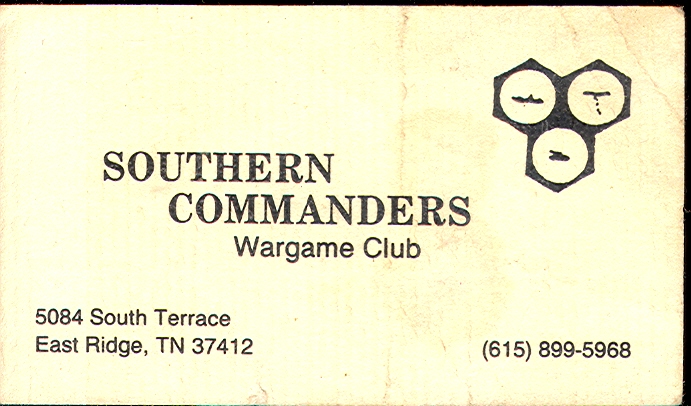 SOUTHERN
COMMANDERS
Wargame Club
5084 South Terrace
East Ridge, TN 37412
(615) 899-5968